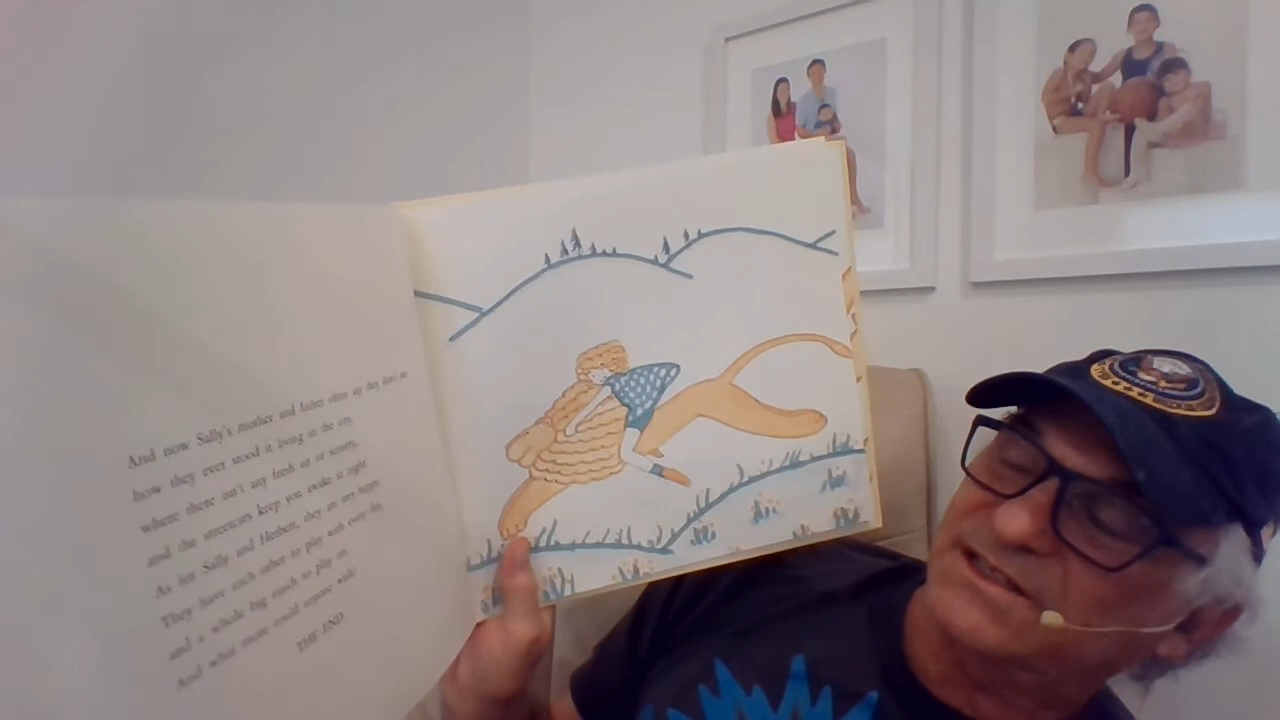 And now Sally's mother and father often say they don't see
how they ever stood it living in the city
where there isn't any fresh air or scenery,
and the streetcars keep you awake at night.
As for Sally and Herbert, they are very happy.
They have each other to play with every day
and a whole big ranch to play on.
And what more could anyone wish?
THE END